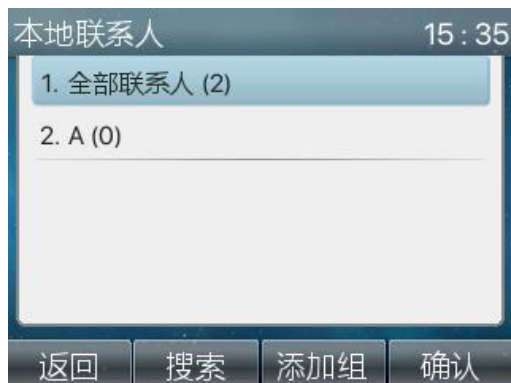 本地联系人 15:35
1. 全部联系人 (2)
2. A (0)
返回 搜索 添加组 确认